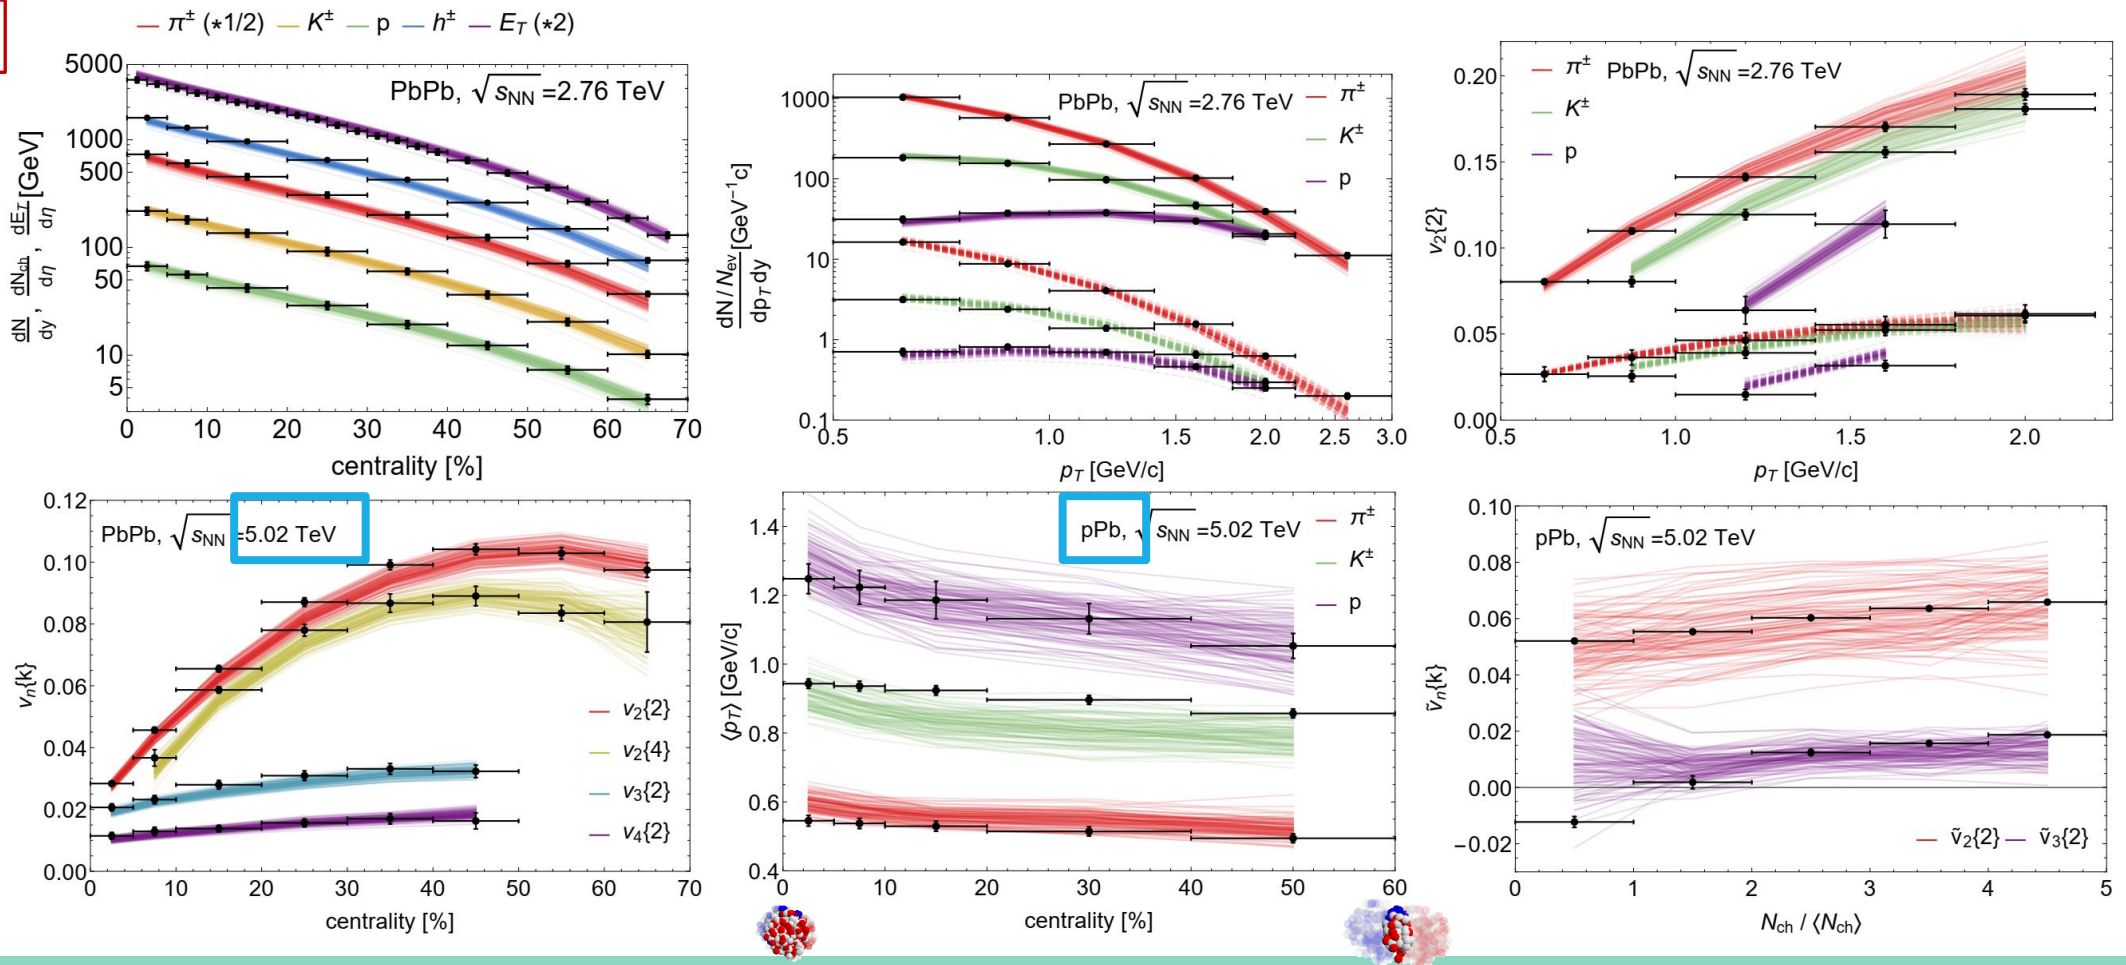 π± (*1/2) K± p h± E_T (*2)
PbPb, √s_NN =2.76 TeV
dN/dy, dN_ch/dη, dE_T/dη [GeV]
5000
1000
500
100
50
10
5
0 10 20 30 40 50 60 70
centrality [%]
PbPb, √s_NN =2.76 TeV
π±
K±
p
dN / N_ev / dp_T dy [GeV⁻¹c]
1000
100
10
1
0.1
0.5 1.0 1.5 2.0 2.5 3.0
p_T [GeV/c]
π± PbPb, √s_NN =2.76 TeV
K±
p
v₂{2}
0.20
0.15
0.10
0.05
0.00
0.5 1.0 1.5 2.0
p_T [GeV/c]
PbPb, √s_NN =5.02 TeV
v_n{k}
0.12
0.10
0.08
0.06
0.04
0.02
0.00
v₂{2}
v₂{4}
v₃{2}
v₄{2}
0 10 20 30 40 50 60 70
centrality [%]
pPb, √s_NN =5.02 TeV
π±
K±
p
⟨p_T⟩ [GeV/c]
1.4
1.2
1.0
0.8
0.6
0.4
0 10 20 30 40 50 60
centrality [%]
pPb, √s_NN =5.02 TeV
ṽ_n{k}
0.10
0.08
0.06
0.04
0.02
0.00
−0.02
ṽ₂{2} ṽ₃{2}
0 1 2 3 4 5
N_ch / ⟨N_ch⟩